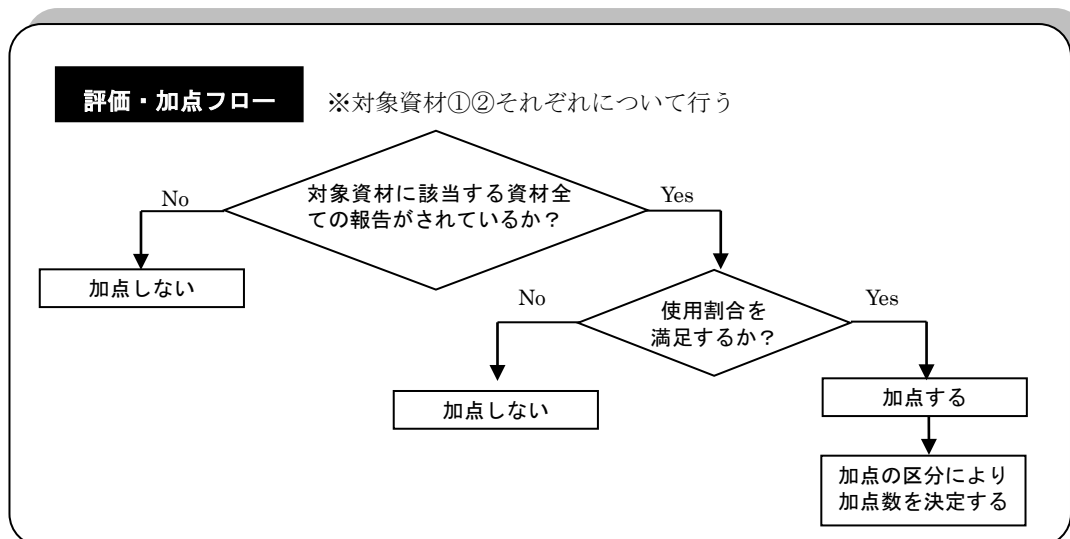 評価・加点フロー
※対象資材①②それぞれについて行う
対象資材に該当する資材全
ての報告がされているか？
No
Yes
加点しない
使用割合を
満足するか？
No
Yes
加点しない
加点する
加点の区分により
加点数を決定する